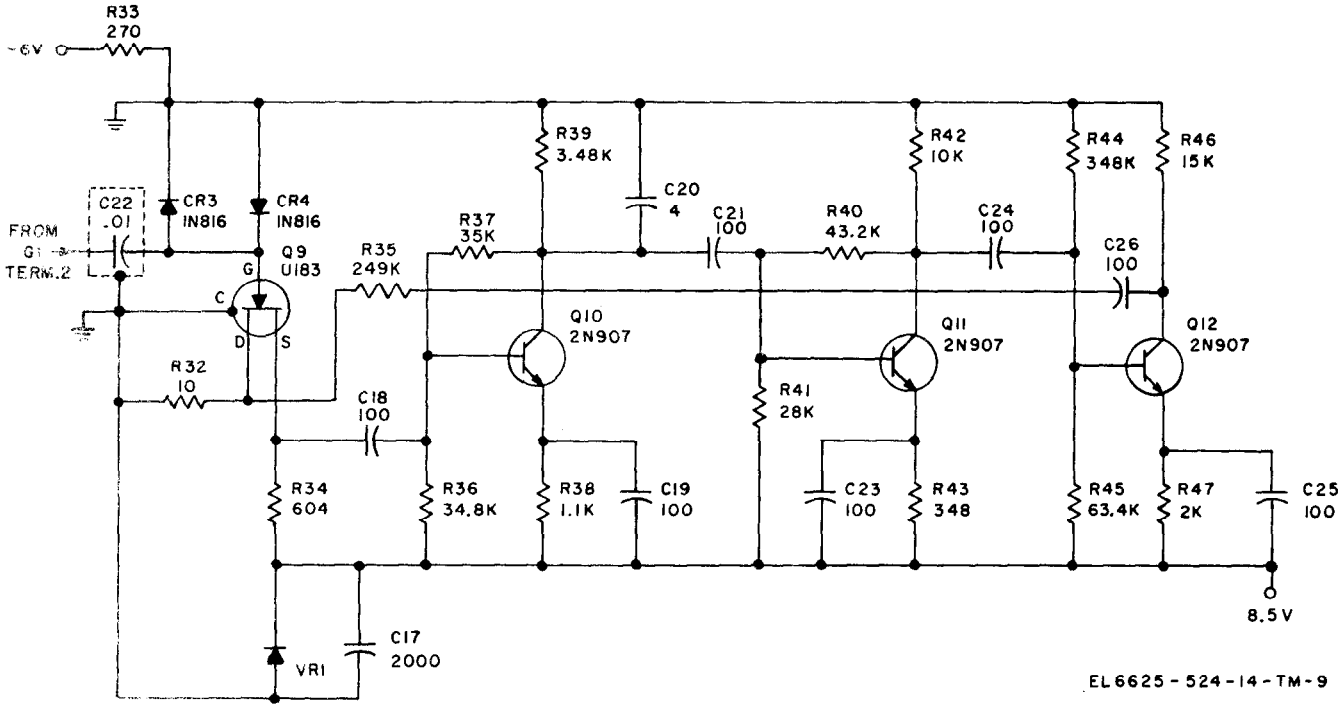 R33
270
-6V
R39
3.48K
R42
10K
R44
348K
R46
15K
C20
4
C22
.01
CR3
IN816
CR4
IN816
FROM
G1
TERM.2
C21
100
R40
43.2K
C24
100
R37
35K
Q9
U183
R35
249K
C26
100
G
C
D
S
Q10
2N907
Q11
2N907
Q12
2N907
R32
10
C18
100
R41
28K
R34
604
R36
34.8K
R38
1.1K
C19
100
C23
100
R43
348
R45
63.4K
R47
2K
C25
100
8.5V
C17
2000
VR1
EL6625-524-14-TM-9